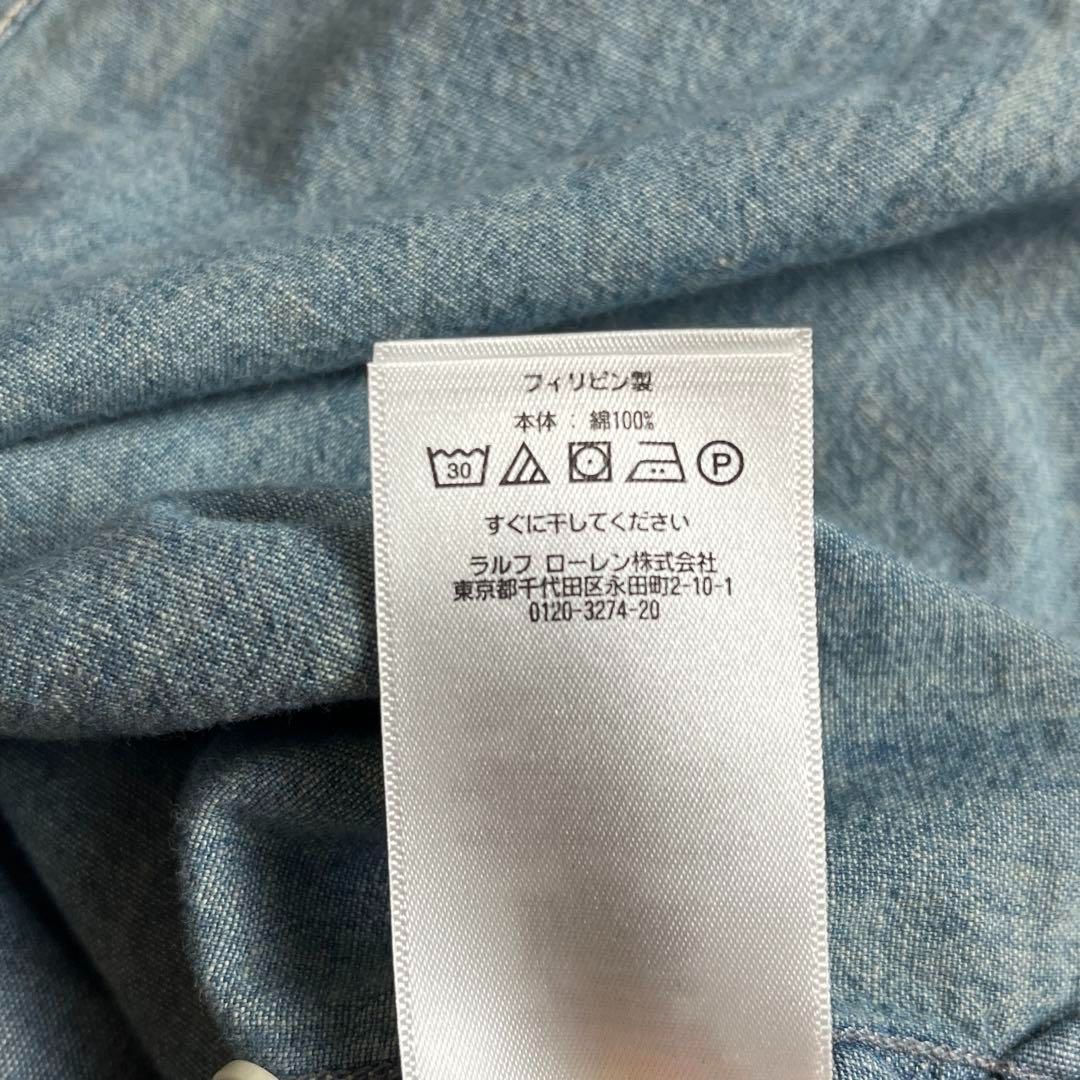 フィリピン製
本体 : 綿100%
30 P
すぐに干してください
ラルフ ローレン株式会社
東京都千代田区永田町2-10-1
0120-3274-20